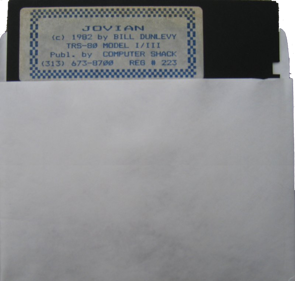 JOVIAN
(c) 1982 by BILL DUNLEVY
TRS-80 MODEL I/III
Publ. by COMPUTER SHACK
(313) 673-8700 REG # 223